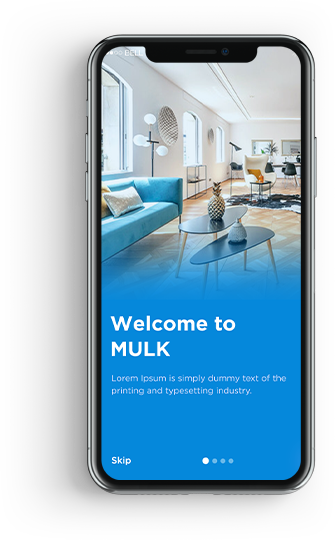 Welcome to
MULK
Lorem Ipsum is simply dummy text of the
printing and typesetting industry.
Skip